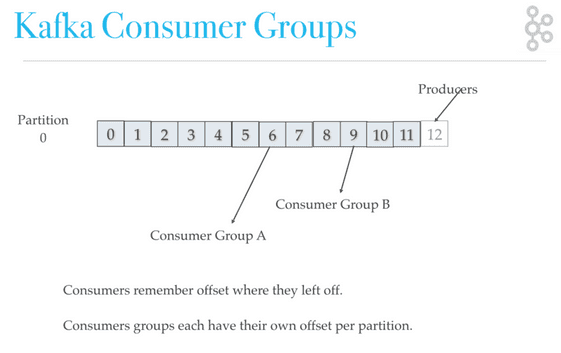 Kafka Consumer Groups
Producers
Partition
0
0 1 2 3 4 5 6 7 8 9 10 11 12
Consumer Group B
Consumer Group A
Consumers remember offset where they left off.
Consumers groups each have their own offset per partition.